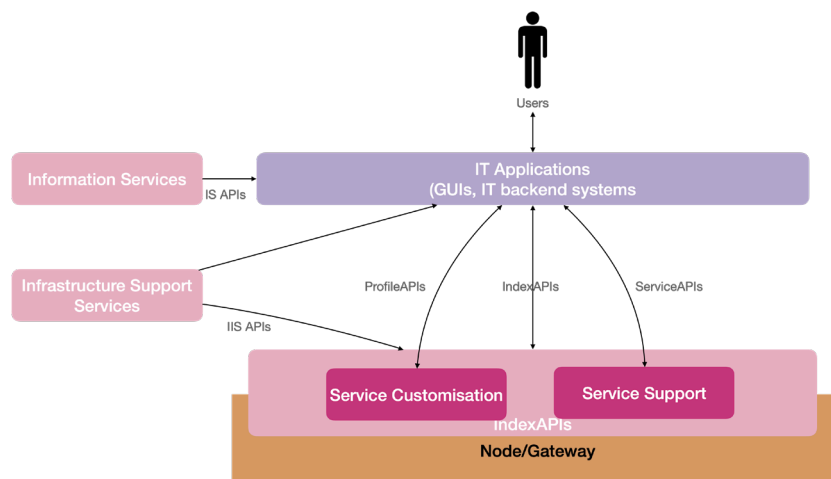 Users
IT Applications
(GUIs, IT backend systems
Information Services
IS APIs
Infrastructure Support
Services
ProfileAPIs
IndexAPIs
ServiceAPIs
IIS APIs
Service Customisation
Service Support
IndexAPIs
Node/Gateway